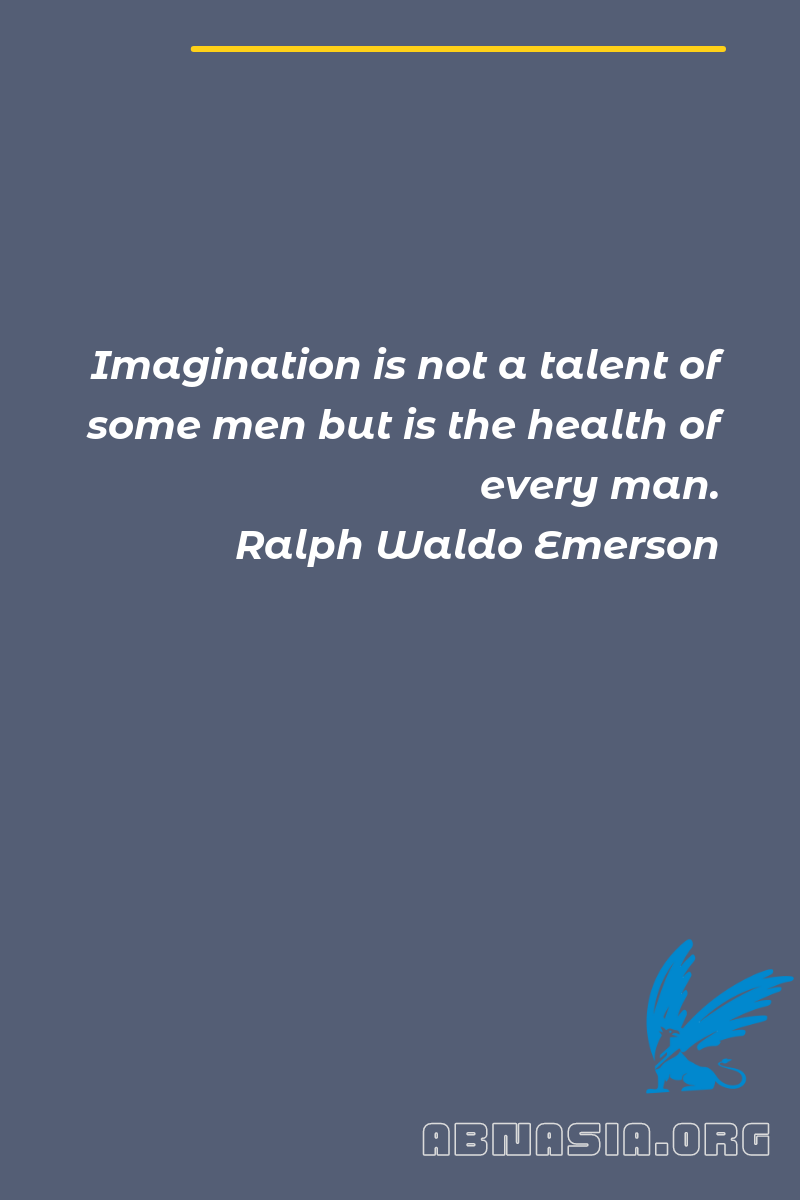 Imagination is not a talent of
some men but is the health of
every man.
Ralph Waldo Emerson
ABNASIA.ORG